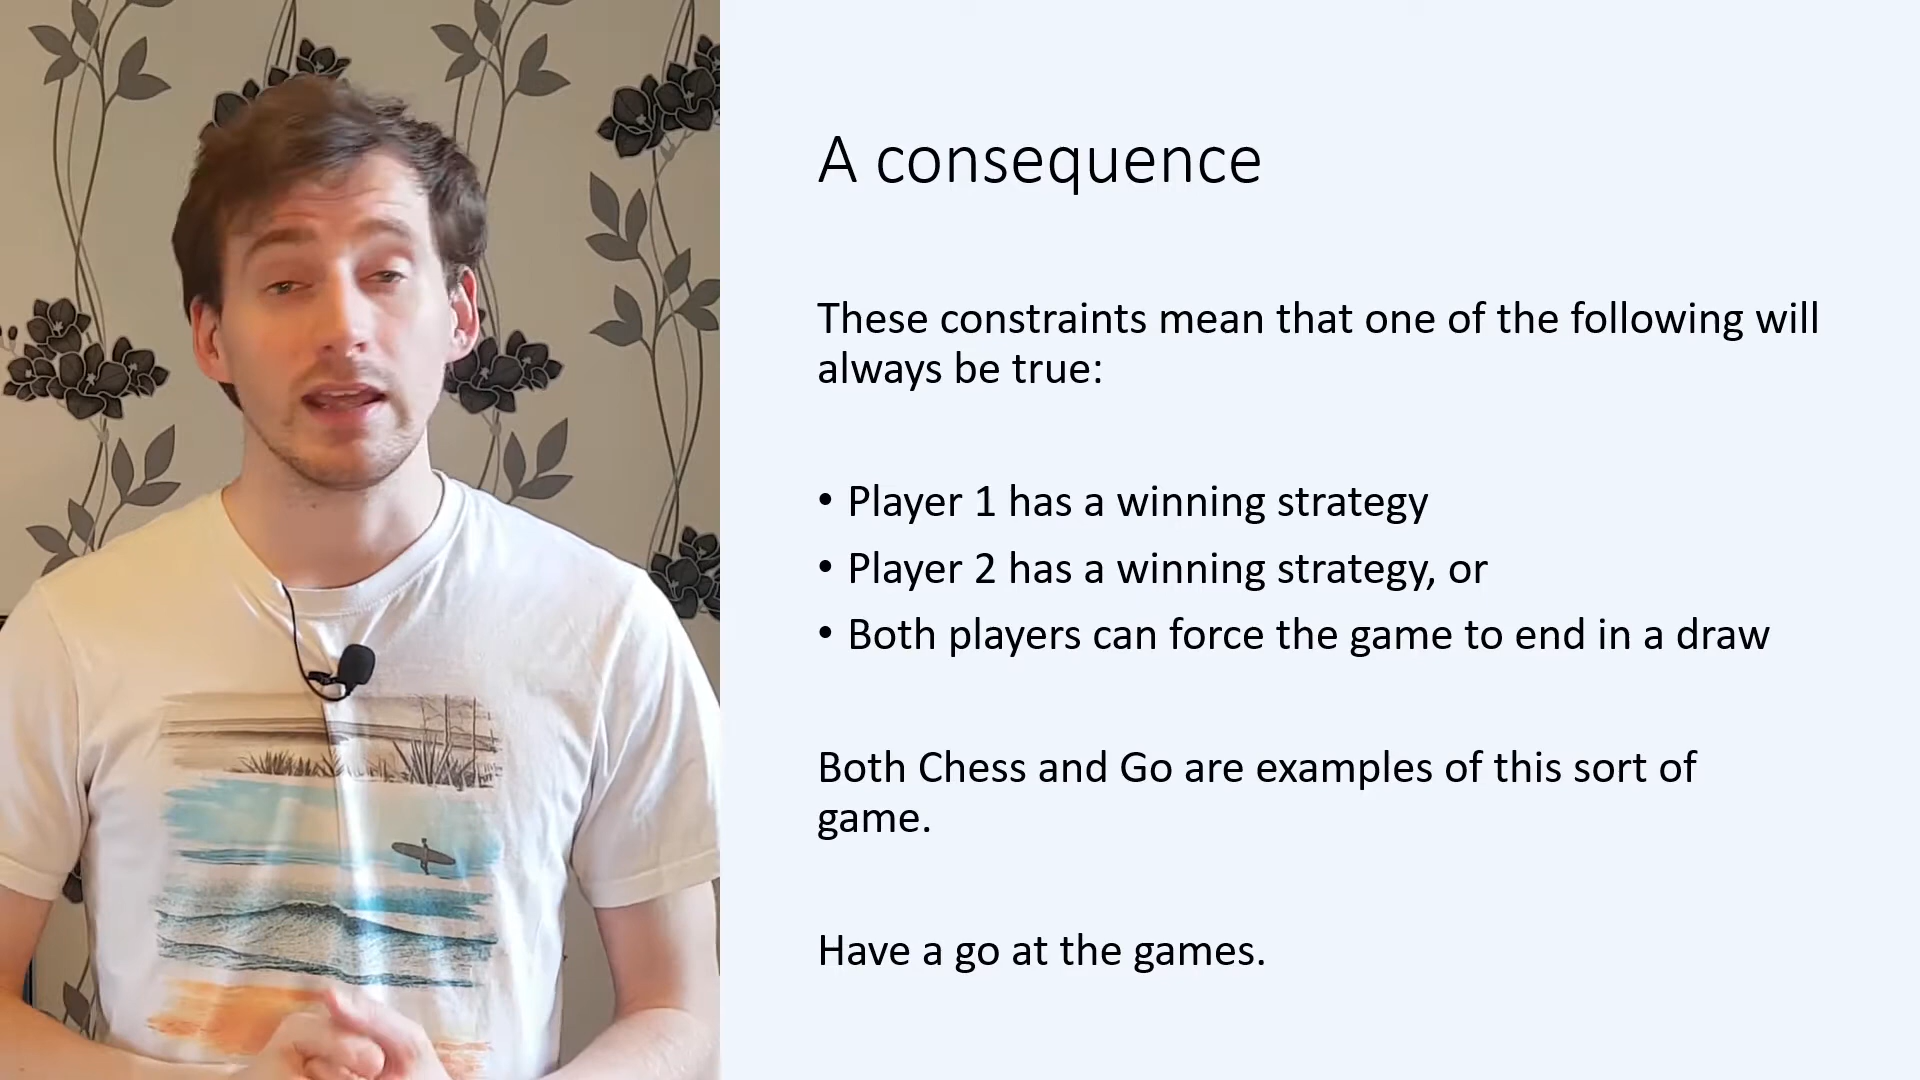 A consequence
These constraints mean that one of the following will
always be true:
• Player 1 has a winning strategy
• Player 2 has a winning strategy, or
• Both players can force the game to end in a draw
Both Chess and Go are examples of this sort of
game.
Have a go at the games.